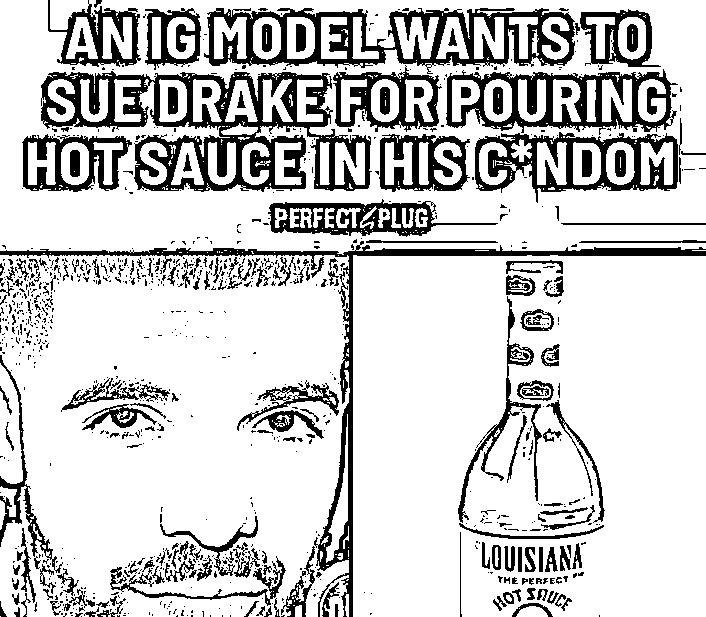 AN IG MODEL WANTS TO
SUE DRAKE FOR POURING
HOT SAUCE IN HIS C*NDOM
PERFECT PLUG
LOUISIANA
THE PERFECT
HOT SAUCE